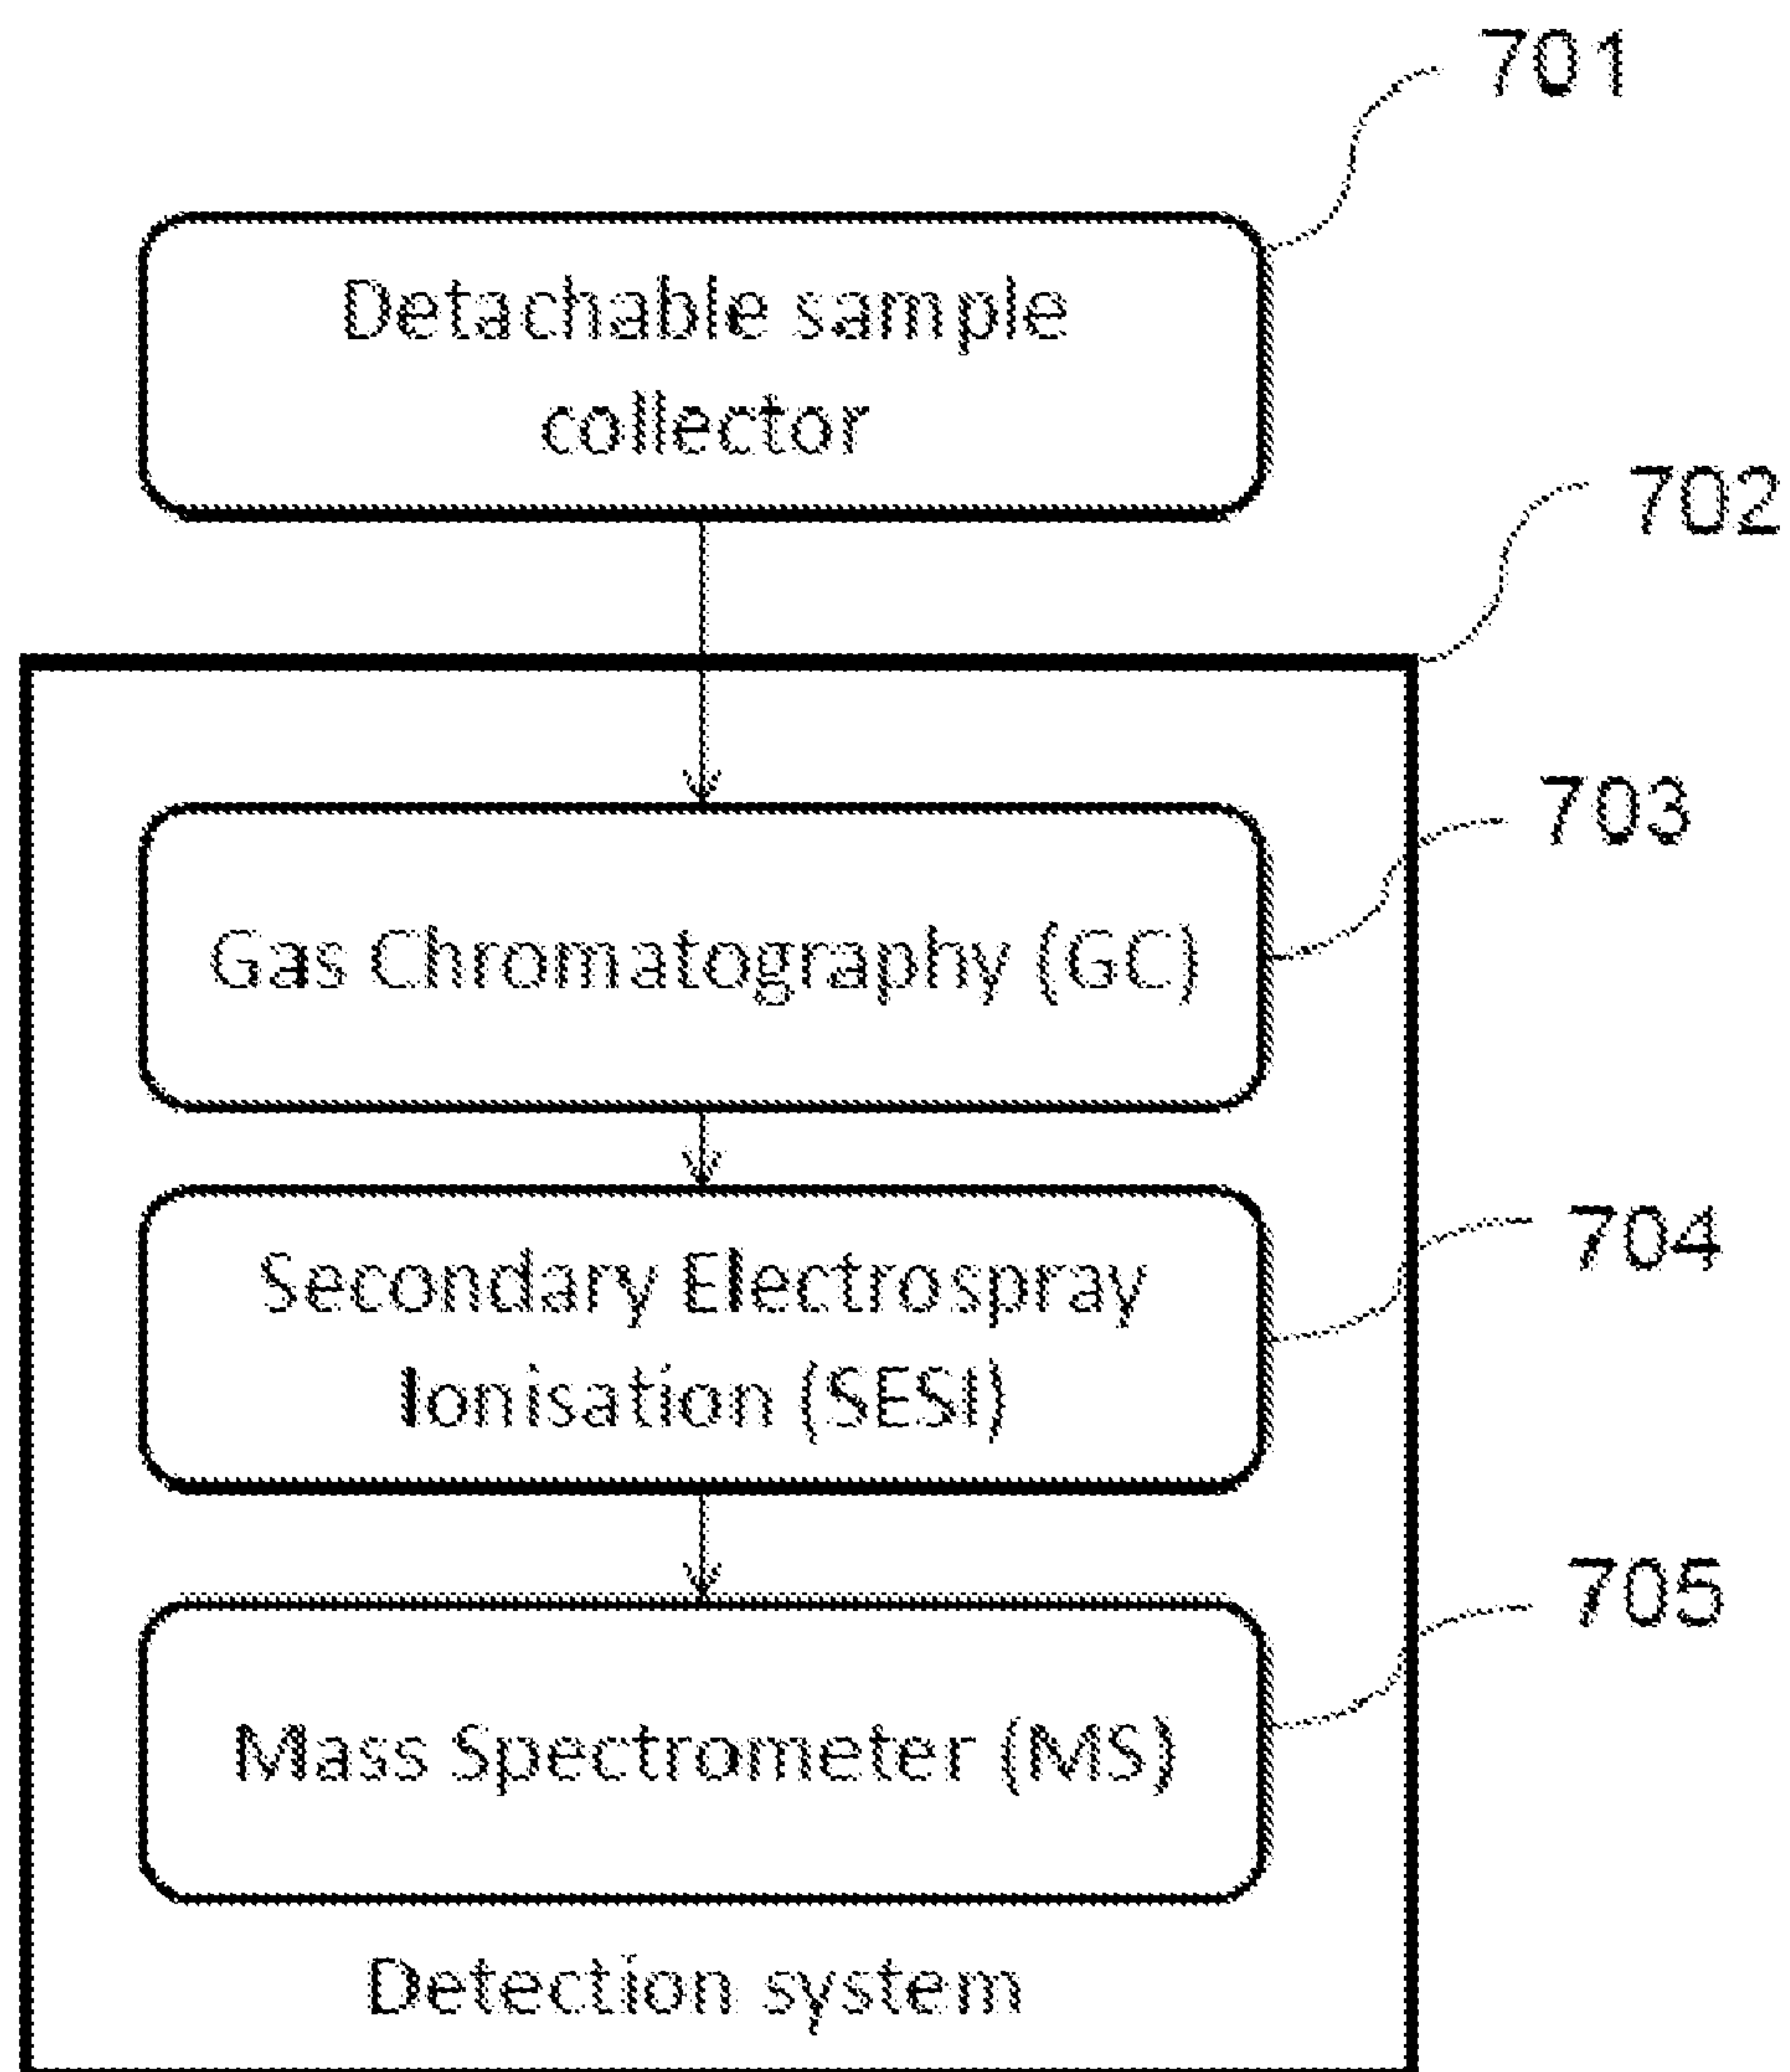 701
Detachable sample
collector
702
703
Gas Chromatography (GC)
704
Secondary Electrospray
Ionisation (SESI)
705
Mass Spectrometer (MS)
Detection system